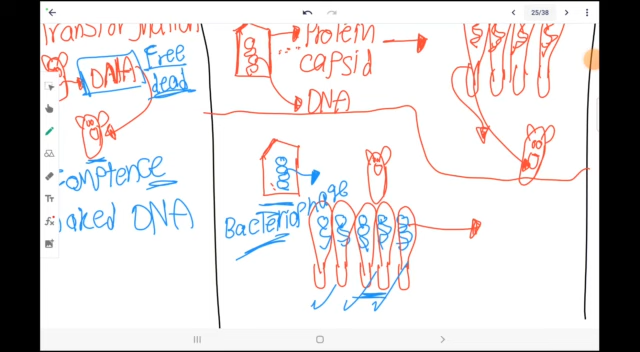 25/38
Transformation
DNA
Free
dead
competence
naked DNA
Protein
capsid
DNA
Bacteriophage